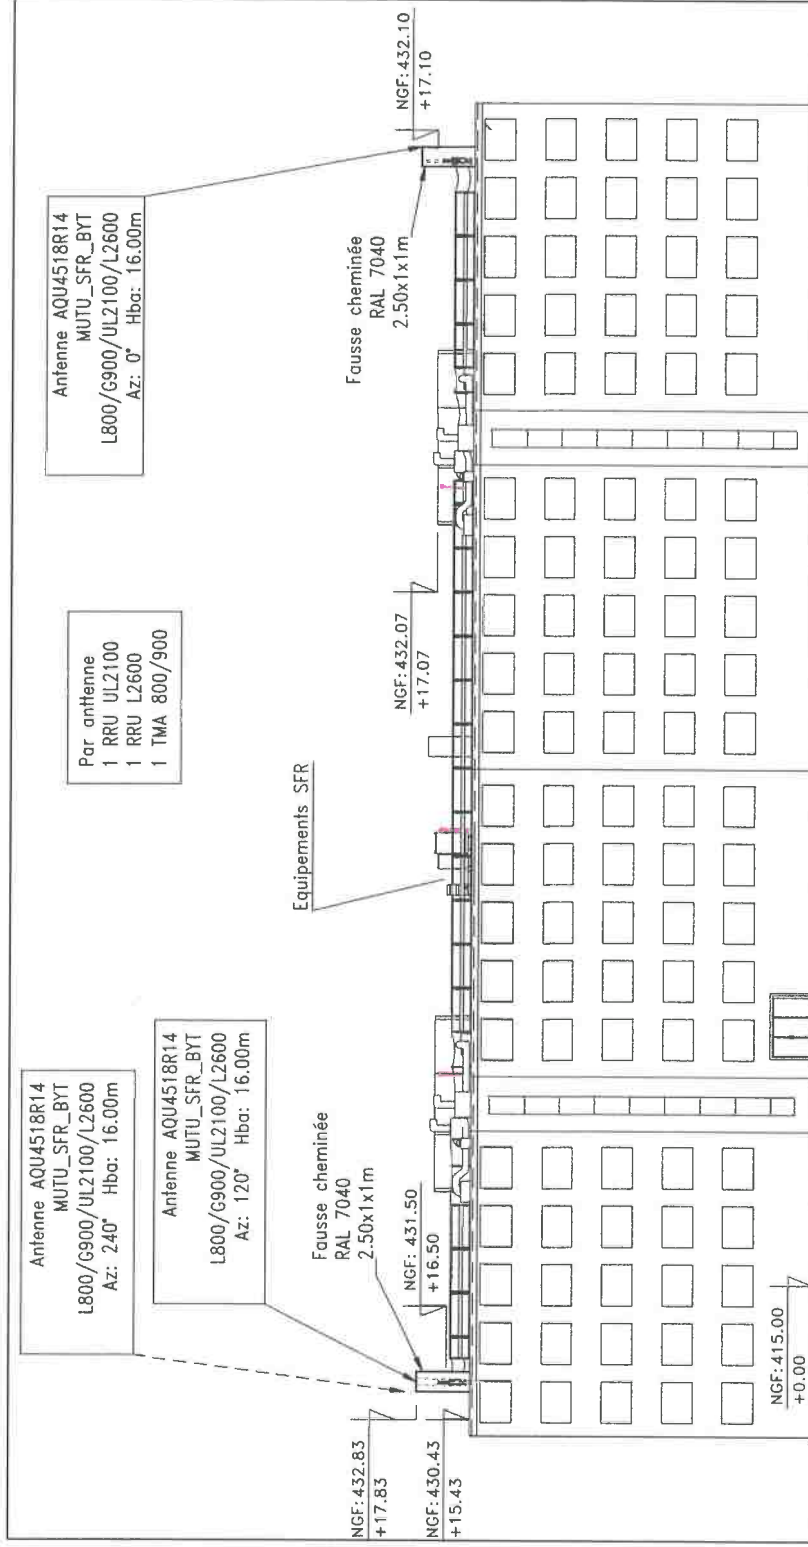 Antenne AQU4518R14
MUTU_SFR_BYT
L800/G900/UL2100/L2600
Az: 240° Hba: 16.00m
Antenne AQU4518R14
MUTU_SFR_BYT
L800/G900/UL2100/L2600
Az: 120° Hba: 16.00m
Par anttenne
1 RRU UL2100
1 RRU L2600
1 TMA 800/900
Antenne AQU4518R14
MUTU_SFR_BYT
L800/G900/UL2100/L2600
Az: 0° Hba: 16.00m
Fausse cheminée
RAL 7040
2.50x1x1m
Equipements SFR
Fausse cheminée
RAL 7040
2.50x1x1m
NGF:432.83
+17.83
NGF:430.43
+15.43
NGF:431.50
+16.50
NGF:432.07
+17.07
NGF:432.10
+17.10
NGF:415.00
+0.00